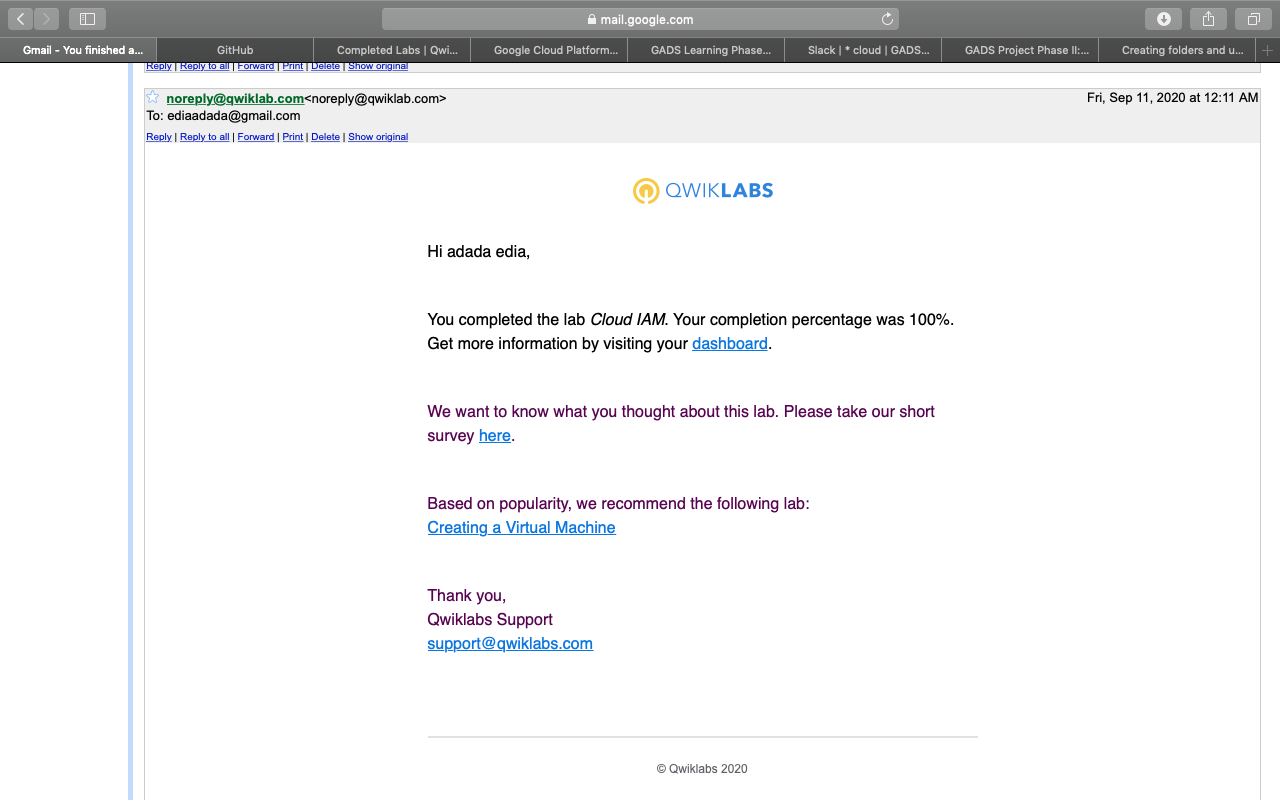 mail.google.com
Gmail - You finished a...
GitHub
Completed Labs | Qwi...
Google Cloud Platform...
GADS Learning Phase...
Slack | * cloud | GADS...
GADS Project Phase II:...
Creating folders and u...
Reply | Reply to all | Forward | Print | Delete | Show original
noreply@qwiklab.com<noreply@qwiklab.com>
Fri, Sep 11, 2020 at 12:11 AM
To: ediaadada@gmail.com
Reply | Reply to all | Forward | Print | Delete | Show original
QWIKLABS
Hi adada edia,
You completed the lab Cloud IAM. Your completion percentage was 100%.
Get more information by visiting your dashboard.
We want to know what you thought about this lab. Please take our short
survey here.
Based on popularity, we recommend the following lab:
Creating a Virtual Machine
Thank you,
Qwiklabs Support
support@qwiklabs.com
© Qwiklabs 2020